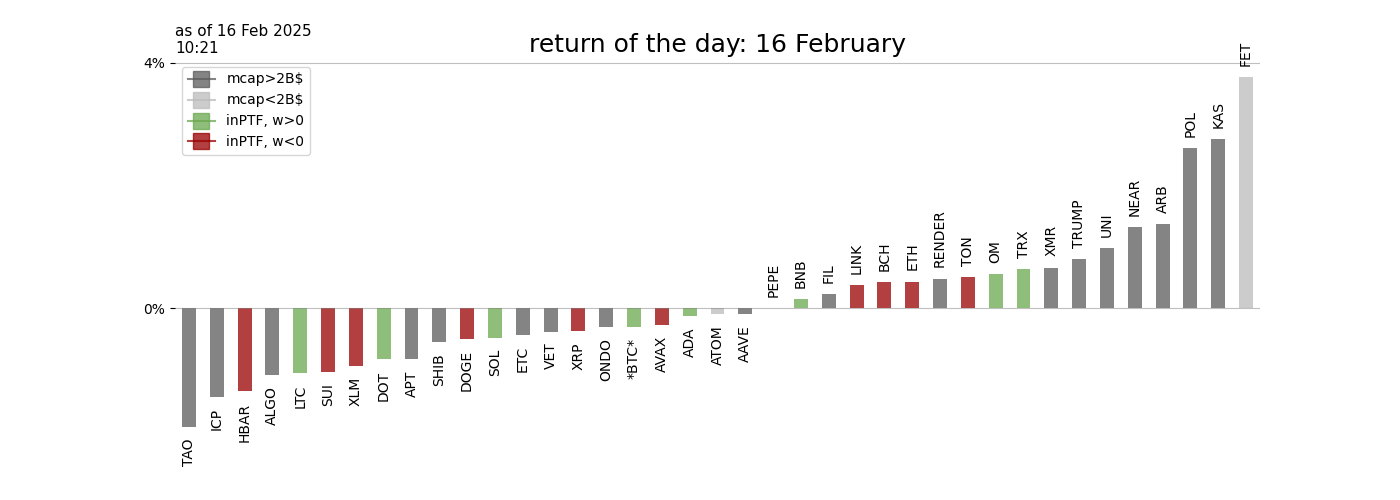 as of 16 Feb 2025
10:21
return of the day: 16 February
4%
0%
mcap>2B$
mcap<2B$
inPTF, w>0
inPTF, w<0
TAO
ICP
HBAR
ALGO
LTC
SUI
XLM
DOT
APT
SHIB
DOGE
SOL
ETC
VET
XRP
ONDO
*BTC*
AVAX
ADA
ATOM
AAVE
PEPE
BNB
FIL
LINK
BCH
ETH
RENDER
TON
OM
TRX
XMR
TRUMP
UNI
NEAR
ARB
POL
KAS
FET